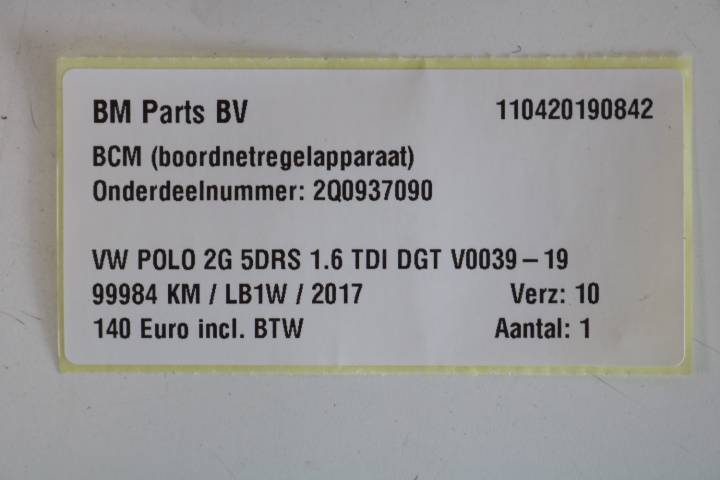 BM Parts BV 110420190842
BCM (boordnetregelapparaat)
Onderdeelnummer: 2Q0937090
VW POLO 2G 5DRS 1.6 TDI DGT V0039 – 19
99984 KM / LB1W / 2017 Verz: 10
140 Euro incl. BTW Aantal: 1